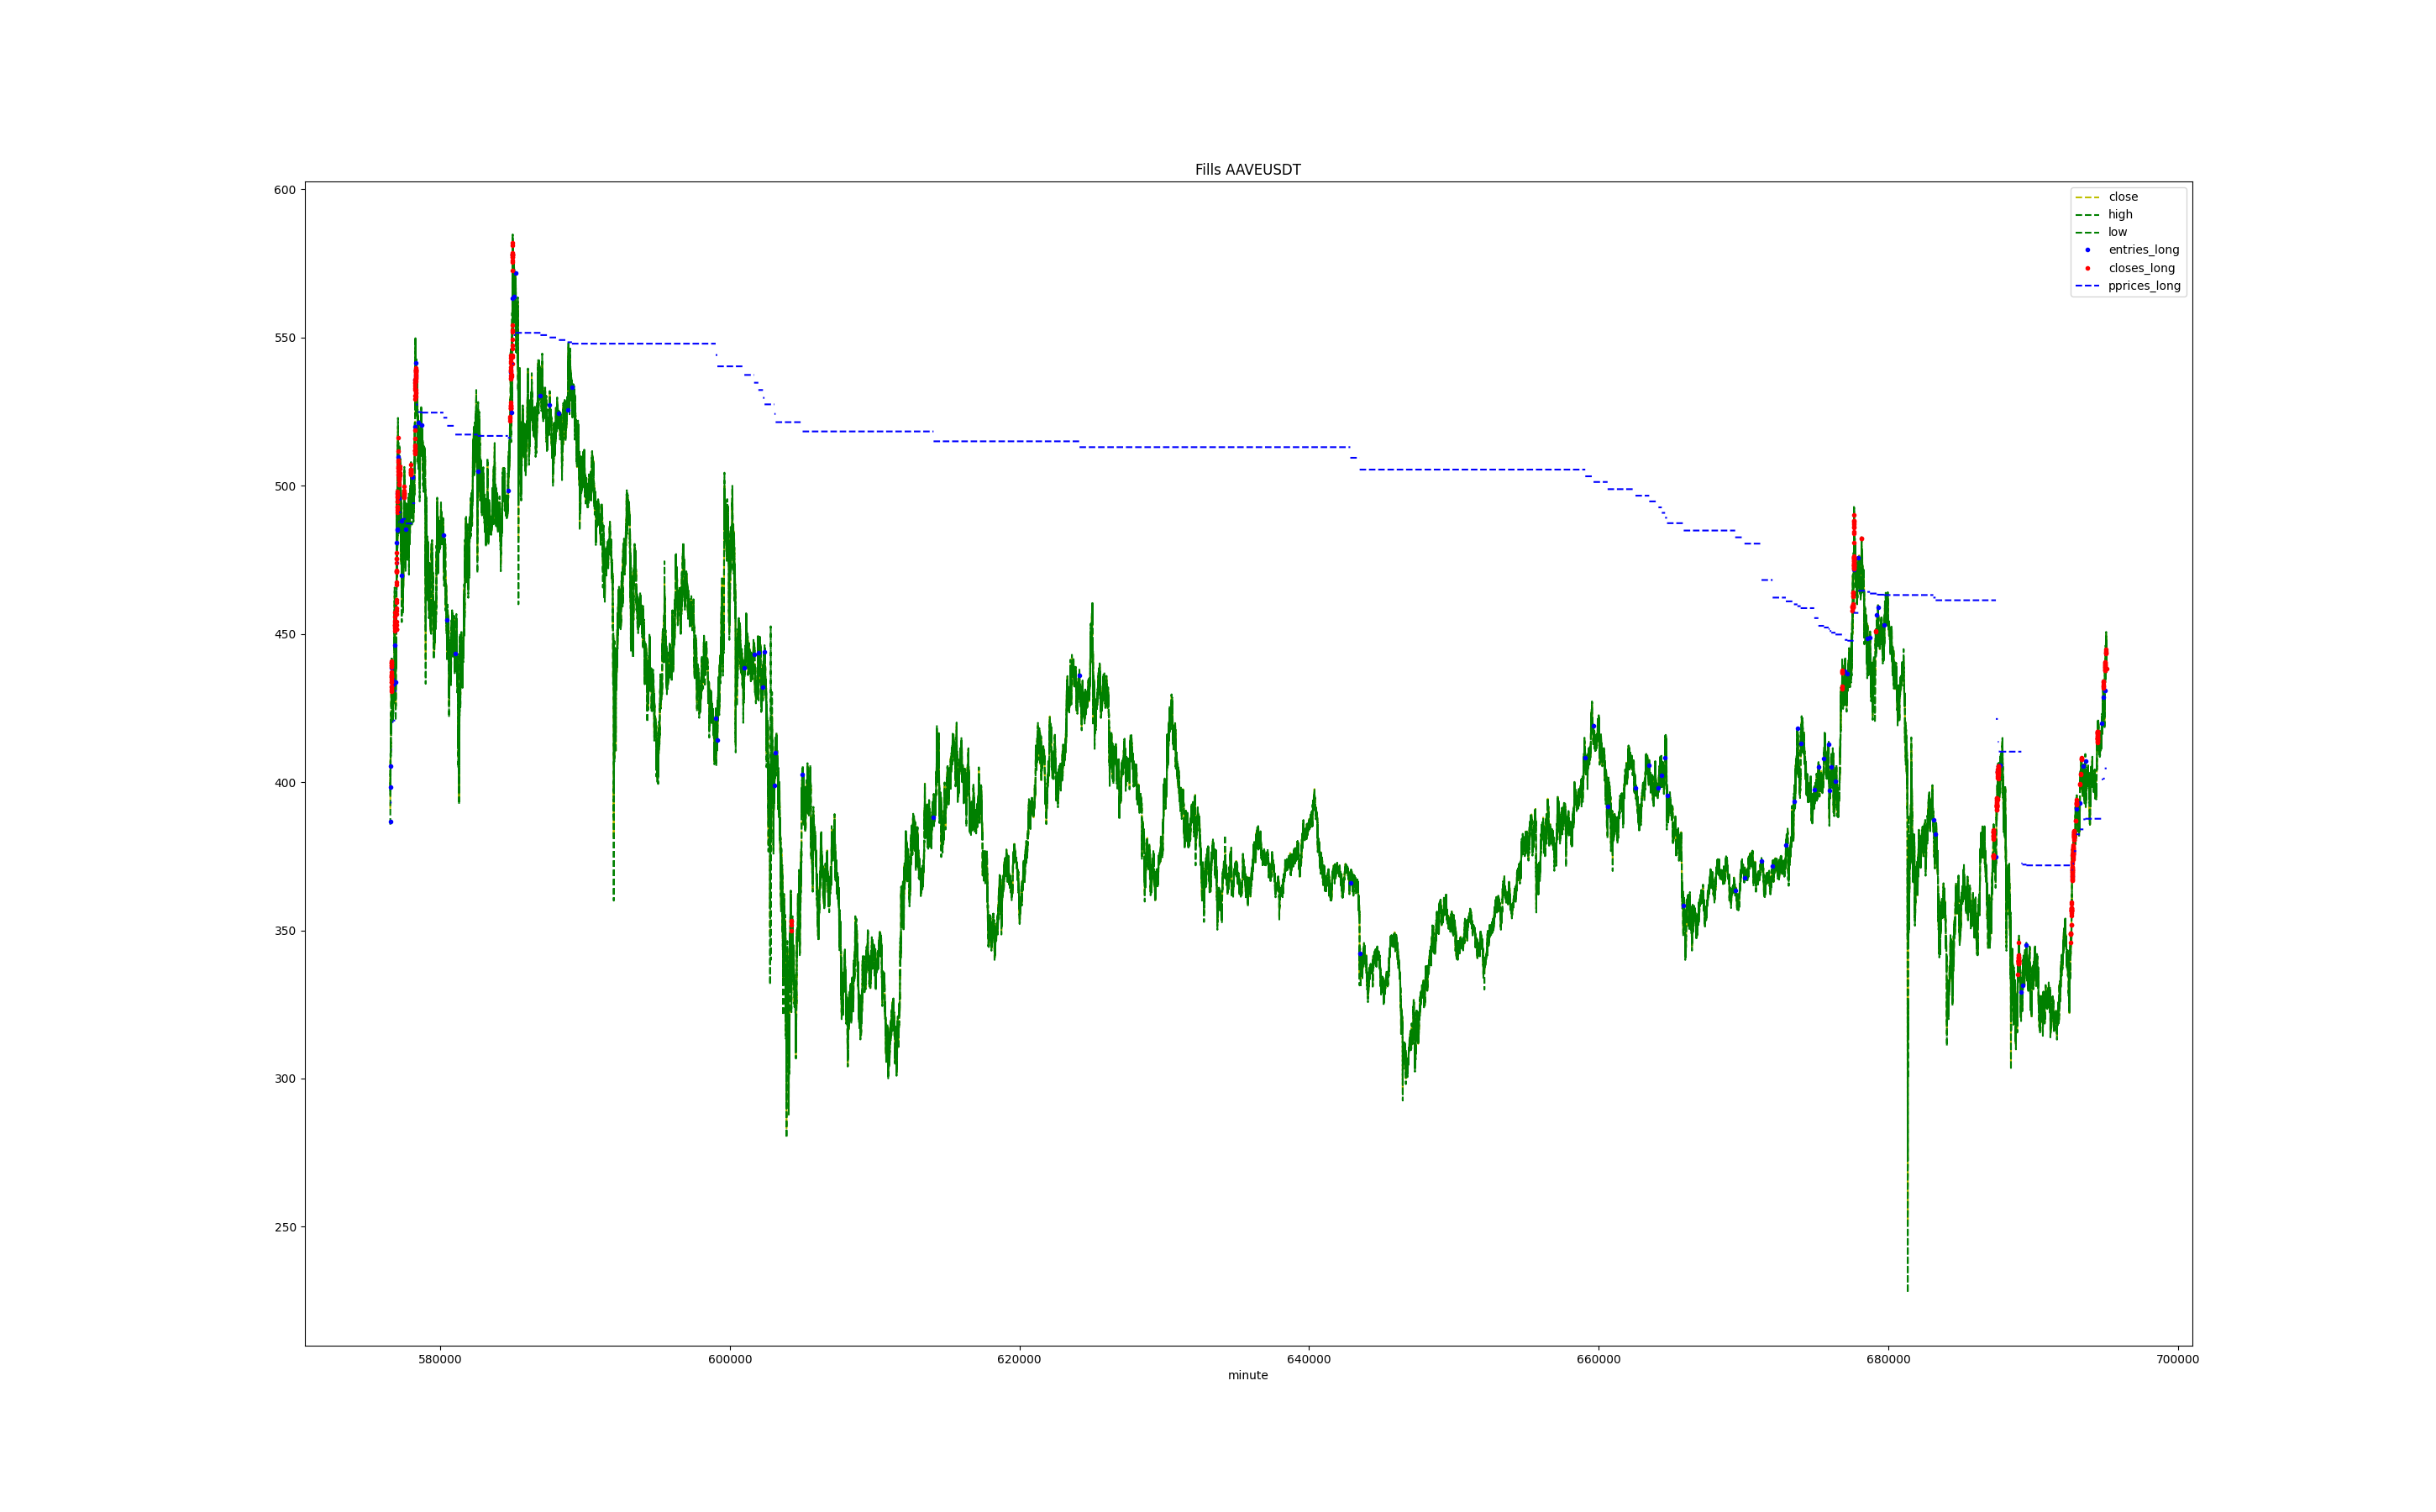 Fills AAVEUSDT
600
550
500
450
400
350
300
250
close
high
low
entries_long
closes_long
pprices_long
580000
600000
620000
640000
660000
680000
700000
minute